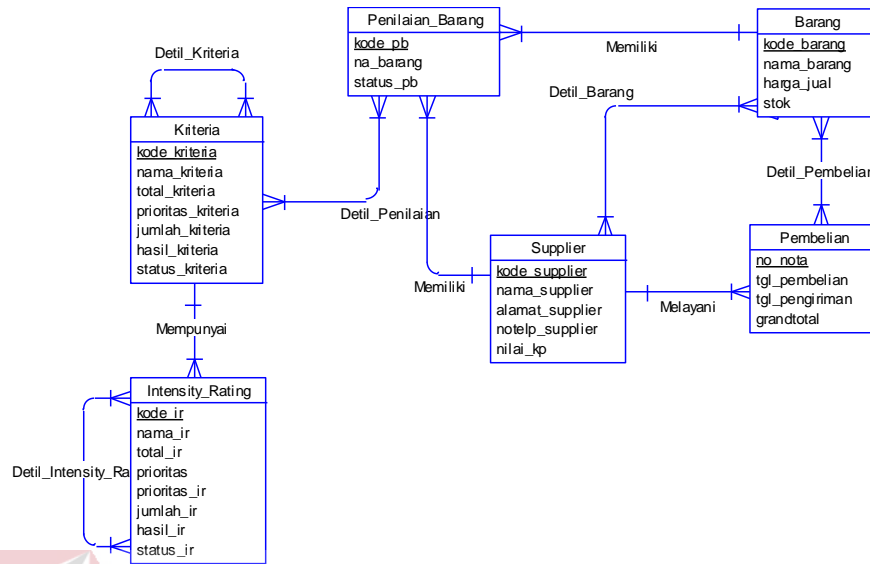 Penilaian_Barang
kode_pb
na_barang
status_pb
Memiliki
Barang
kode_barang
nama_barang
harga_jual
stok
Detil_Kriteria
Detil_Barang
Kriteria
kode_kriteria
nama_kriteria
total_kriteria
prioritas_kriteria
jumlah_kriteria
hasil_kriteria
status_kriteria
Detil_Penilaian
Detil_Pembelian
Supplier
kode_supplier
nama_supplier
alamat_supplier
notelp_supplier
nilai_kp
Memiliki
Melayani
Pembelian
no_nota
tgl_pembelian
tgl_pengiriman
grandtotal
Mempunyai
Intensity_Rating
kode_ir
nama_ir
total_ir
prioritas
prioritas_ir
jumlah_ir
hasil_ir
status_ir
Detil_Intensity_Ra